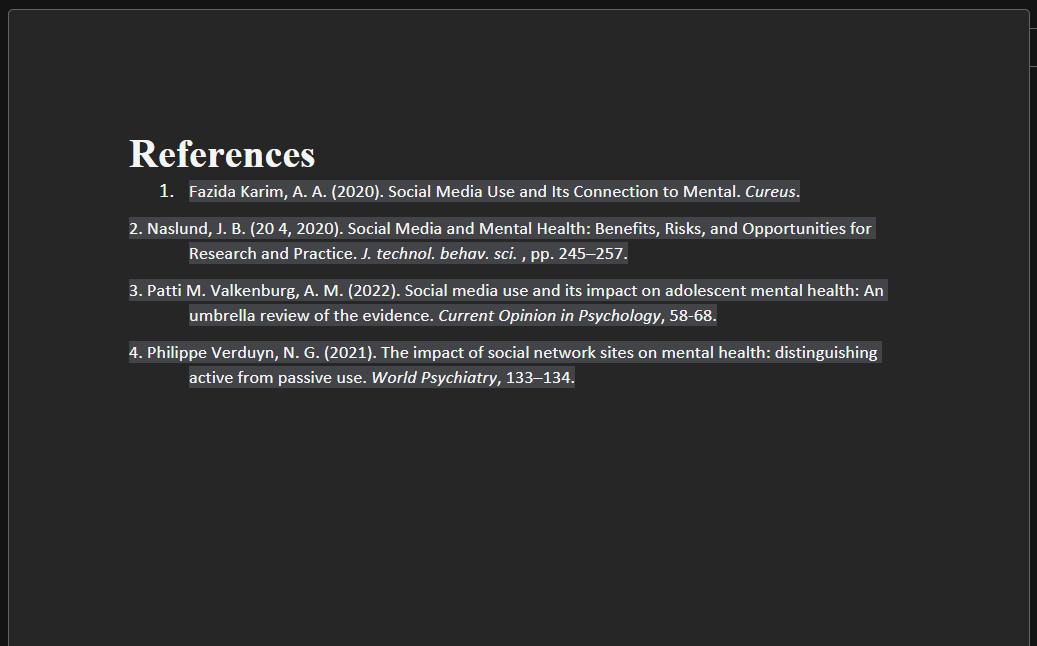 References
1. Fazida Karim, A. A. (2020). Social Media Use and Its Connection to Mental. Cureus.
2. Naslund, J. B. (20 4, 2020). Social Media and Mental Health: Benefits, Risks, and Opportunities for
Research and Practice. J. technol. behav. sci. , pp. 245–257.
3. Patti M. Valkenburg, A. M. (2022). Social media use and its impact on adolescent mental health: An
umbrella review of the evidence. Current Opinion in Psychology, 58-68.
4. Philippe Verduyn, N. G. (2021). The impact of social network sites on mental health: distinguishing
active from passive use. World Psychiatry, 133–134.